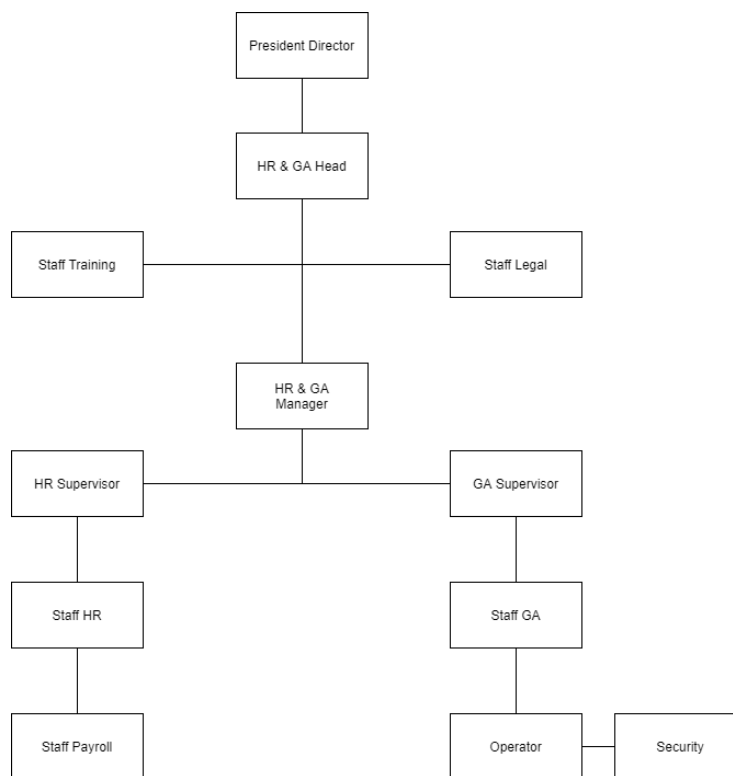 President Director
HR & GA Head
Staff Training
Staff Legal
HR & GA
Manager
HR Supervisor
GA Supervisor
Staff HR
Staff GA
Staff Payroll
Operator
Security